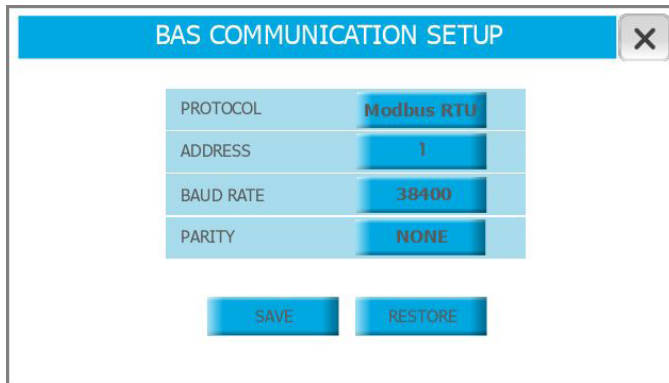 BAS COMMUNICATION SETUP
PROTOCOL Modbus RTU
ADDRESS 1
BAUD RATE 38400
PARITY NONE
SAVE RESTORE